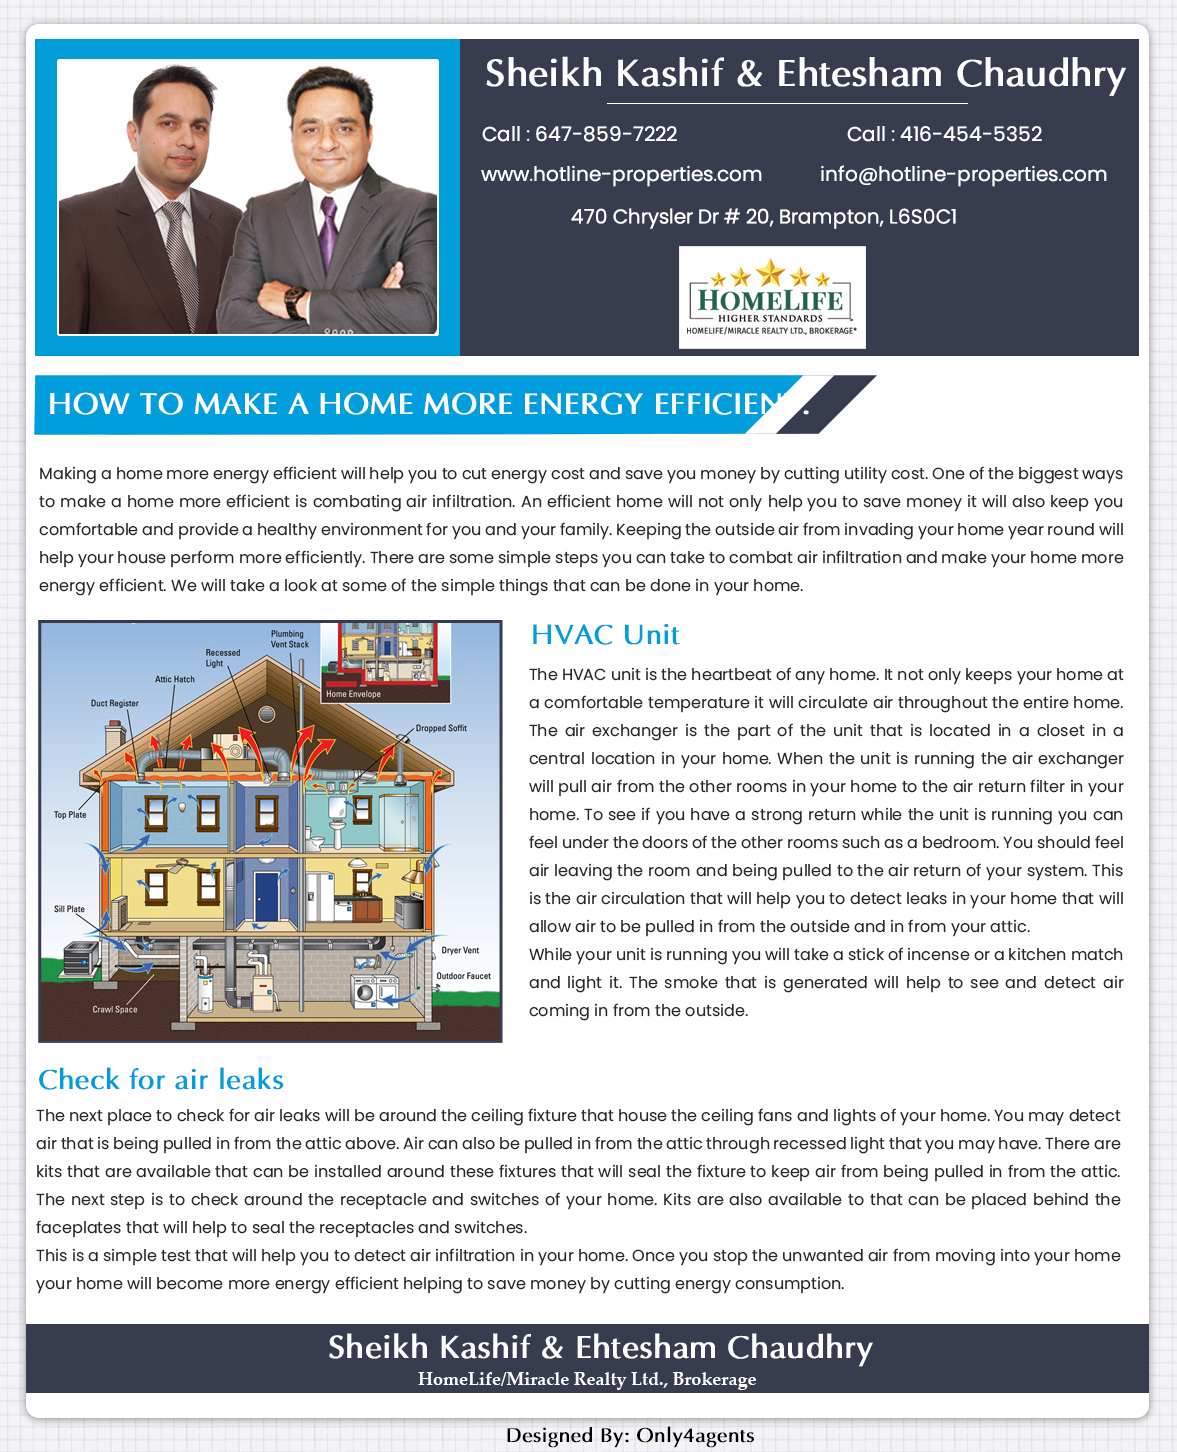 Sheikh Kashif & Ehtesham Chaudhry
Call : 647-859-7222
Call : 416-454-5352
www.hotline-properties.com
info@hotline-properties.com
470 Chrysler Dr # 20, Brampton, L6S0C1
HOMELIFE
HIGHER STANDARDS
HOMELIFE/MIRACLE REALTY LTD., BROKERAGE*
HOW TO MAKE A HOME MORE ENERGY EFFICIENT.
Making a home more energy efficient will help you to cut energy cost and save you money by cutting utility cost. One of the biggest ways
to make a home more efficient is combating air infiltration. An efficient home will not only help you to save money it will also keep you
comfortable and provide a healthy environment for you and your family. Keeping the outside air from invading your home year round will
help your house perform more efficiently. There are some simple steps you can take to combat air infiltration and make your home more
energy efficient. We will take a look at some of the simple things that can be done in your home.
Plumbing
Vent Stack
Recessed
Light
Attic Hatch
Duct Register
Home Envelope
Dropped Soffit
Top Plate
Sill Plate
Dryer Vent
Outdoor Faucet
Crawl Space
HVAC Unit
The HVAC unit is the heartbeat of any home. It not only keeps your home at
a comfortable temperature it will circulate air throughout the entire home.
The air exchanger is the part of the unit that is located in a closet in a
central location in your home. When the unit is running the air exchanger
will pull air from the other rooms in your home to the air return filter in your
home. To see if you have a strong return while the unit is running you can
feel under the doors of the other rooms such as a bedroom. You should feel
air leaving the room and being pulled to the air return of your system. This
is the air circulation that will help you to detect leaks in your home that will
allow air to be pulled in from the outside and in from your attic.
While your unit is running you will take a stick of incense or a kitchen match
and light it. The smoke that is generated will help to see and detect air
coming in from the outside.
Check for air leaks
The next place to check for air leaks will be around the ceiling fixture that house the ceiling fans and lights of your home. You may detect
air that is being pulled in from the attic above. Air can also be pulled in from the attic through recessed light that you may have. There are
kits that are available that can be installed around these fixtures that will seal the fixture to keep air from being pulled in from the attic.
The next step is to check around the receptacle and switches of your home. Kits are also available to that can be placed behind the
faceplates that will help to seal the receptacles and switches.
This is a simple test that will help you to detect air infiltration in your home. Once you stop the unwanted air from moving into your home
your home will become more energy efficient helping to save money by cutting energy consumption.
Sheikh Kashif & Ehtesham Chaudhry
HomeLife/Miracle Realty Ltd., Brokerage
Designed By: Only4agents